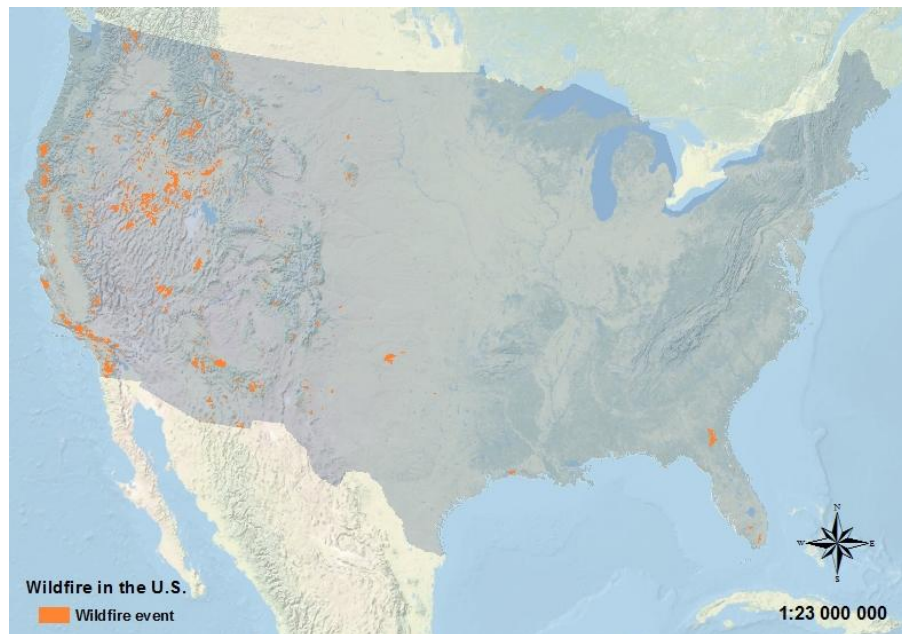 N
W E
S
Wildfire in the U.S.
Wildfire event
1:23 000 000